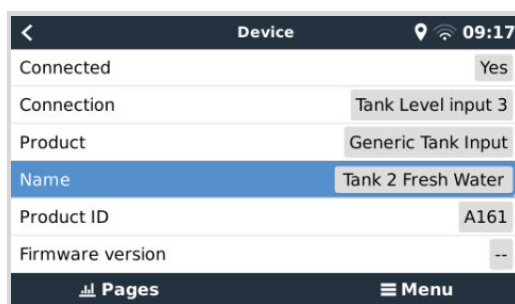 Device 09:17
Connected Yes
Connection Tank Level input 3
Product Generic Tank Input
Name Tank 2 Fresh Water
Product ID A161
Firmware version --
Pages Menu